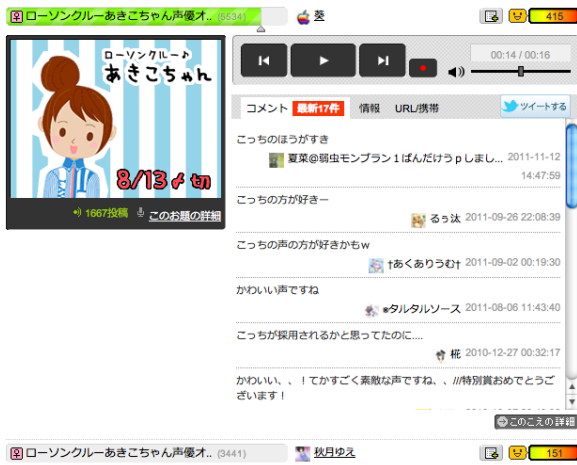 ローソンクルーあきこちゃん声優オ.. (5534)
葵
415
ローソンクルー♪
あきこちゃん
8/13〆切
1667投稿 このお題の詳細
00:14 / 00:16
コメント 最新17件 情報 URL/携帯 ツイートする
こっちのほうがすき
夏菜@弱虫モンブラン1ぱんだけうｐしまし... 2011-11-12
14:47:59
こっちの方が好きー
るぅ汰 2011-09-26 22:08:39
こっちの声の方が好きかもｗ
†あくありうむ† 2011-09-02 00:19:30
かわいい声ですね
※タルタルソース 2011-08-06 11:43:40
こっちが採用されるかと思ってたのに....
椛 2010-12-27 00:32:17
かわいい、、！てかすごく素敵な声ですね、、///特別賞おめでとうご
ざいます！
このこえの詳細
ローソンクルーあきこちゃん声優オ.. (3441)
秋月ゆえ
151